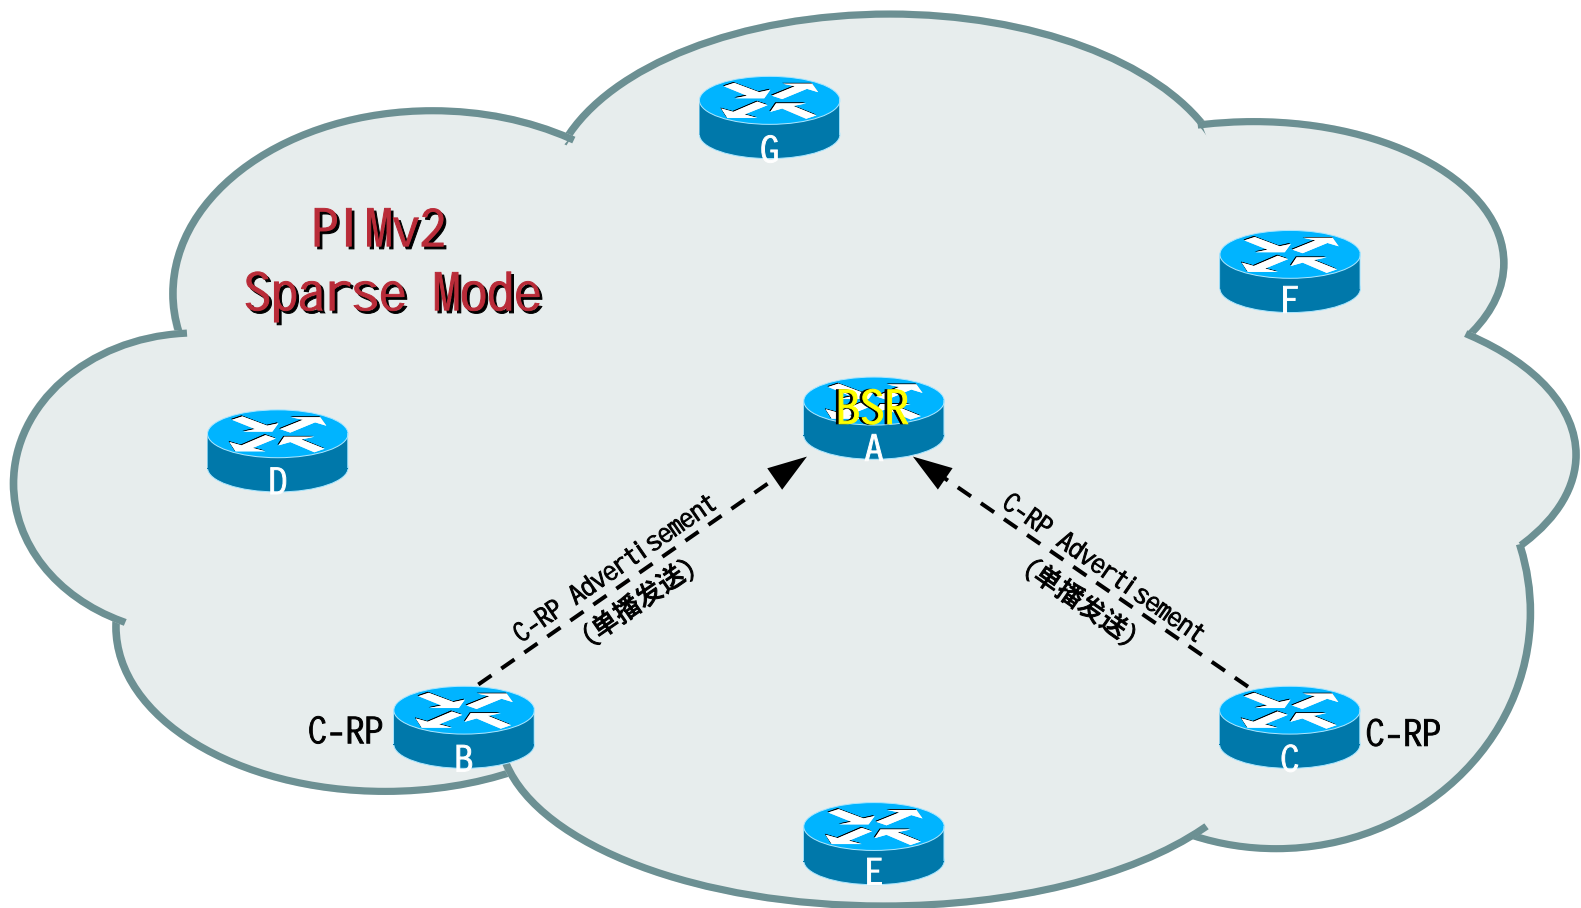 G
PIMv2
Sparse Mode
F
BSR
A
D
C-RP Advertisement
(单播发送)
C-RP Advertisement
(单播发送)
C-RP
B
C
C-RP
E